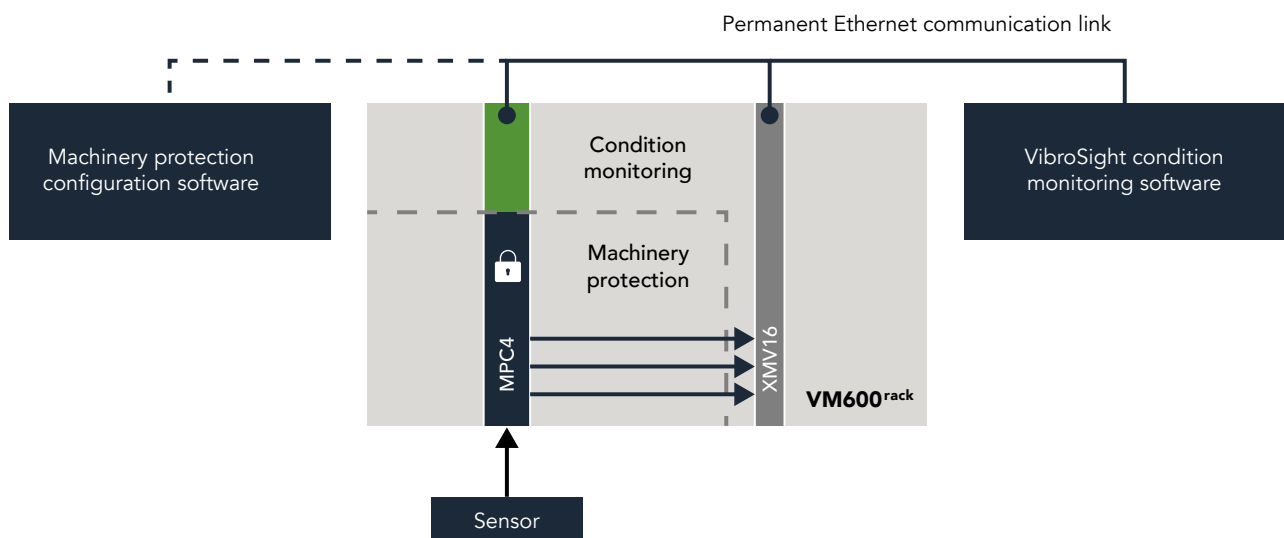 Permanent Ethernet communication link
Machinery protection
configuration software
Condition
monitoring
VibroSight condition
monitoring software
Machinery
protection
MPC4
XMV16
VM600rack
Sensor